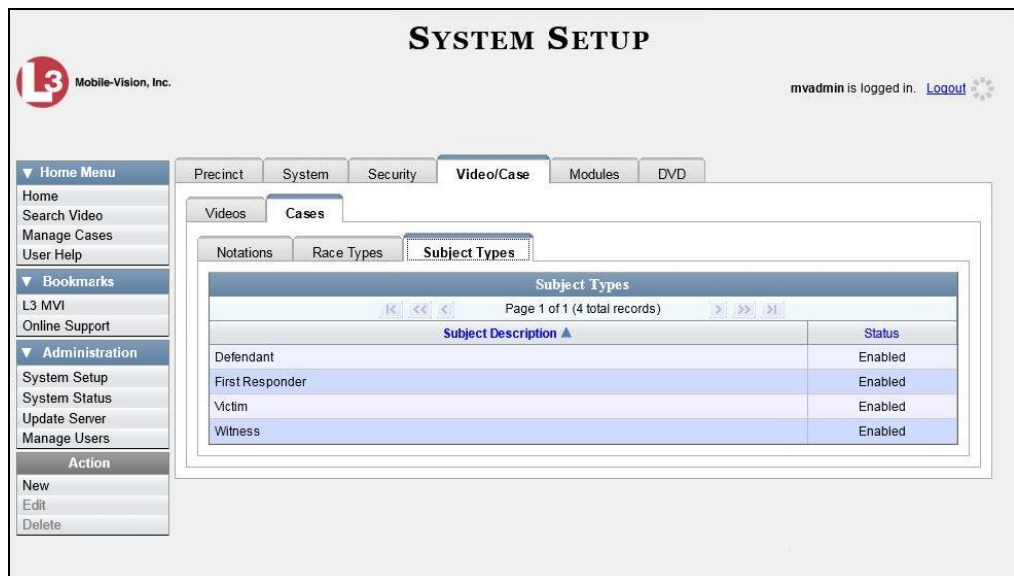 SYSTEM SETUP
L3 Mobile-Vision, Inc.
mvadmin is logged in. Logout
▼ Home Menu
Home
Search Video
Manage Cases
User Help
▼ Bookmarks
L3 MVI
Online Support
▼ Administration
System Setup
System Status
Update Server
Manage Users
Action
New
Edit
Delete
Precinct System Security Video/Case Modules DVD
Videos Cases
Notations Race Types Subject Types
Subject Types
|< << < Page 1 of 1 (4 total records) > >> >|
Subject Description ▲ Status
Defendant Enabled
First Responder Enabled
Victim Enabled
Witness Enabled